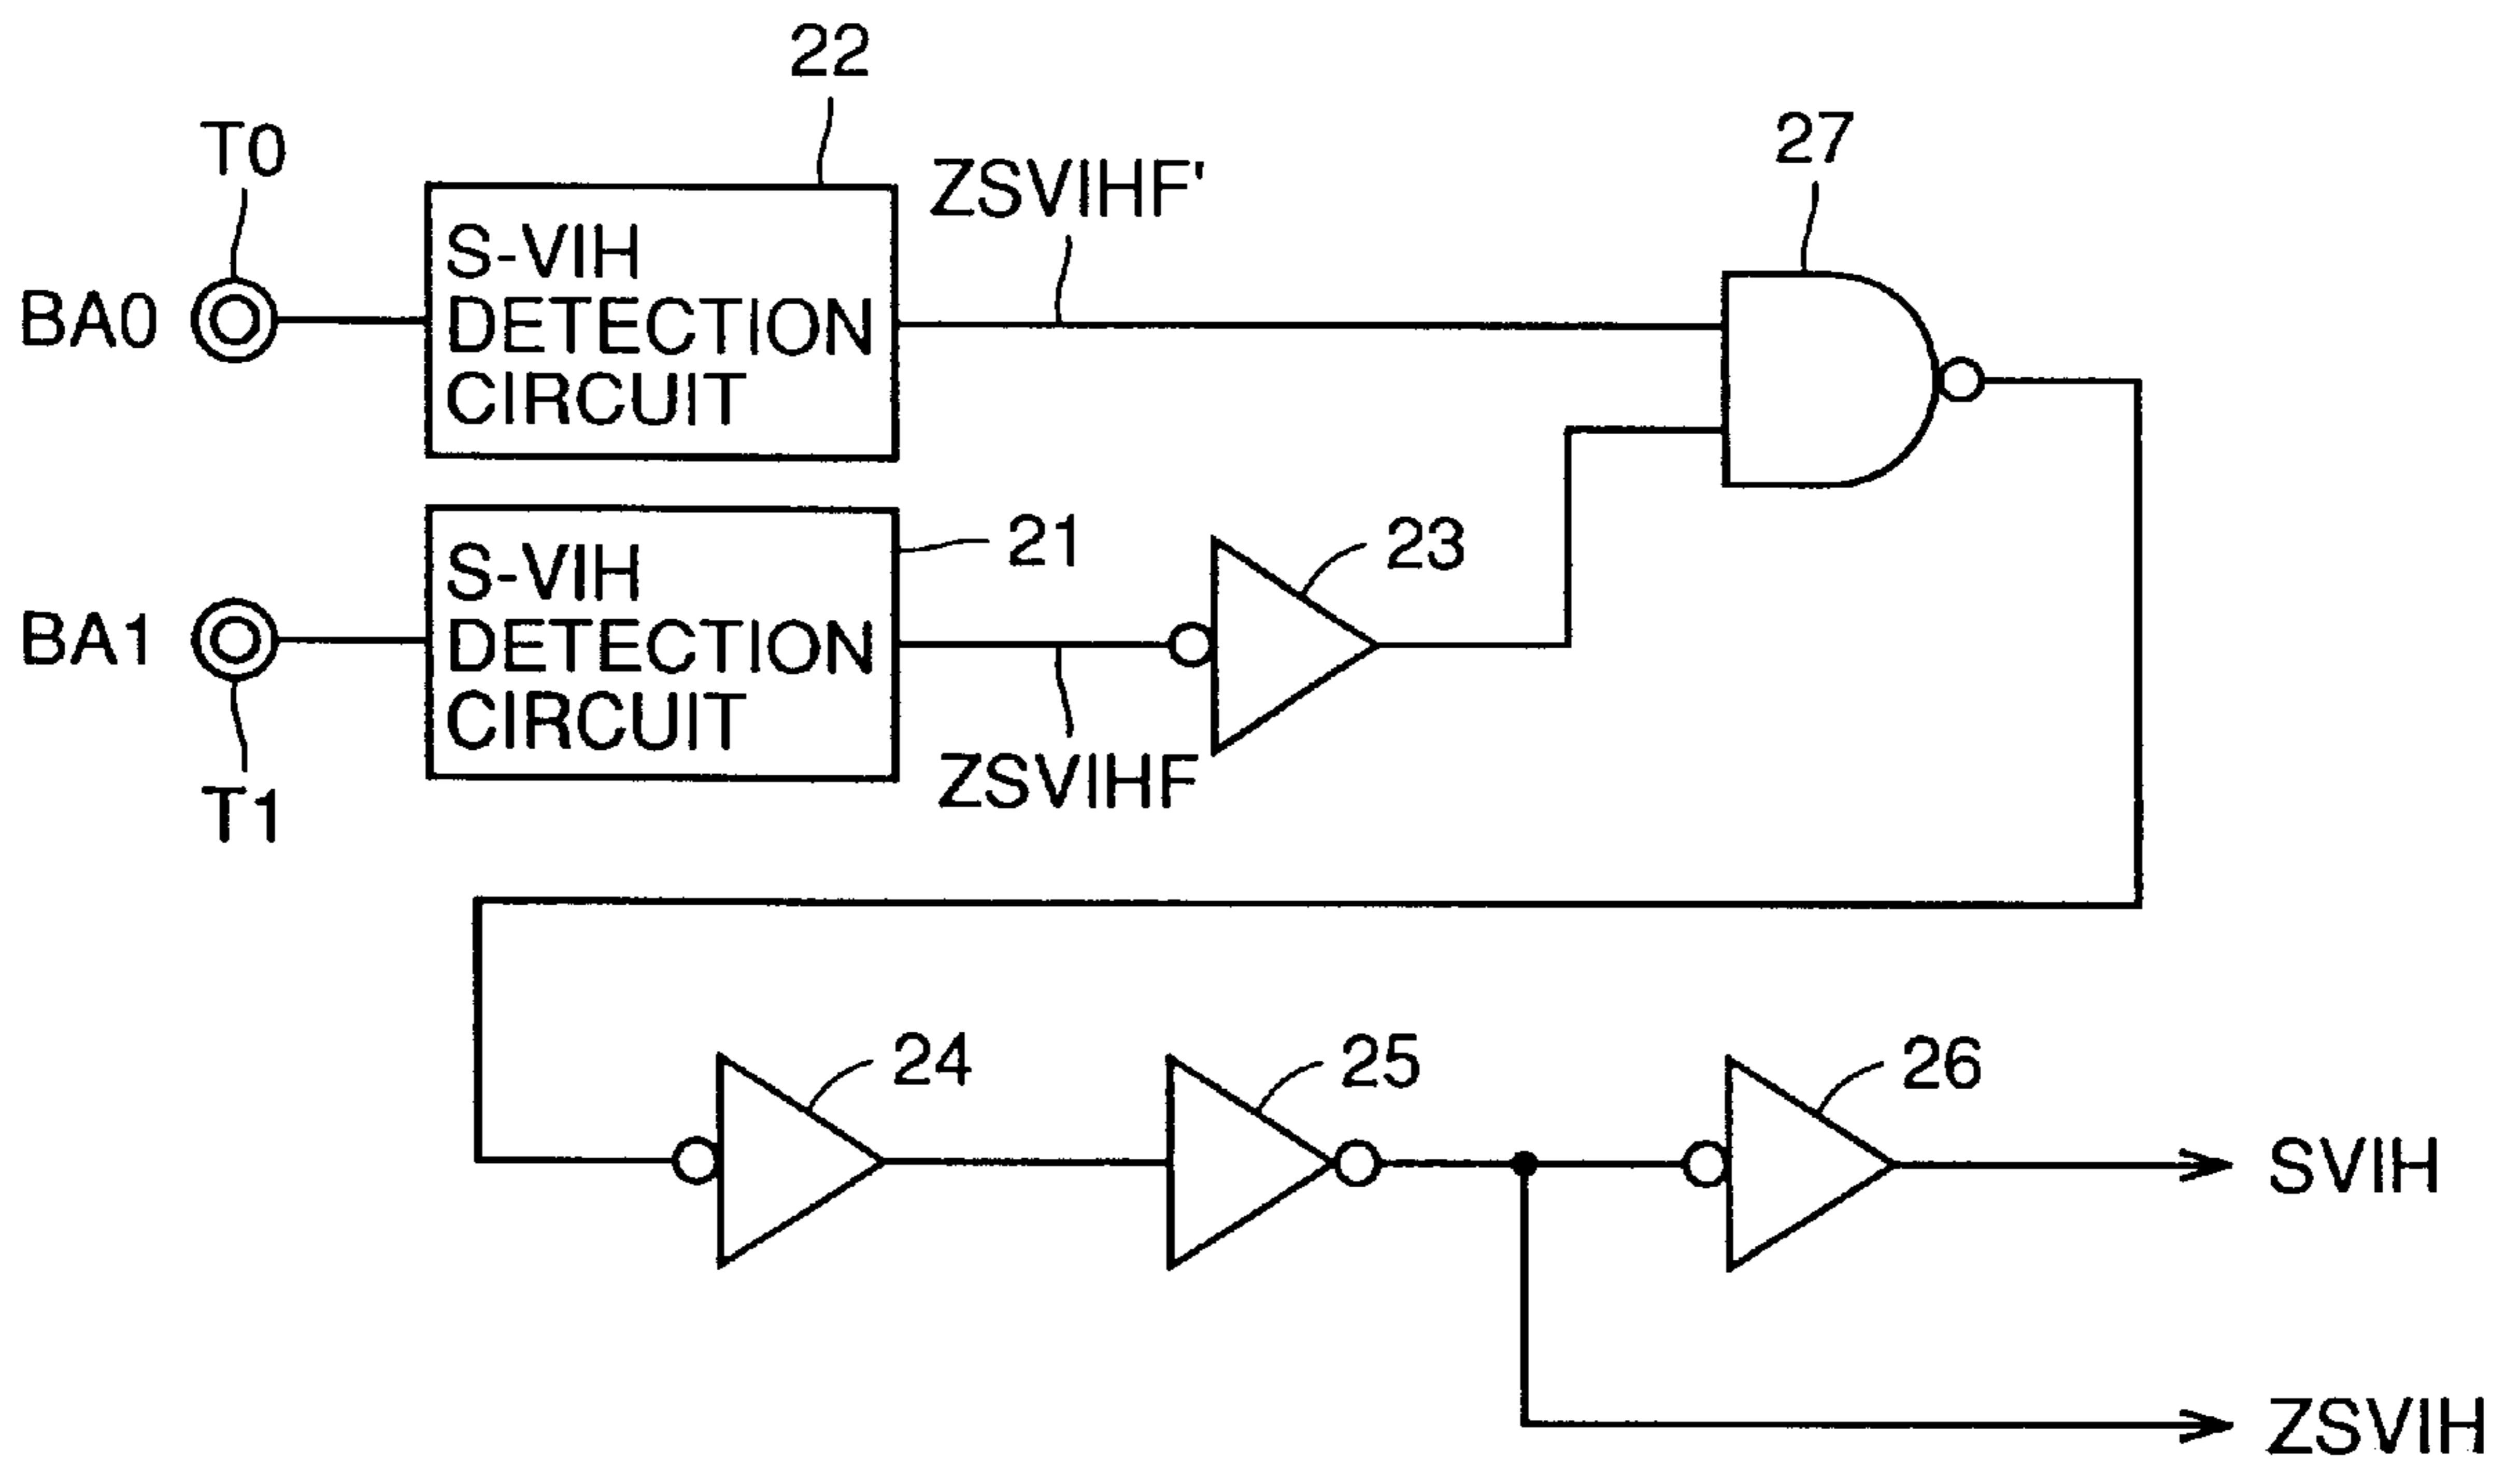 22
T0
27
ZSVIHF'
BA0
S-VIH
DETECTION
CIRCUIT
21
23
BA1
S-VIH
DETECTION
CIRCUIT
ZSVIHF
T1
24
25
26
SVIH
ZSVIH